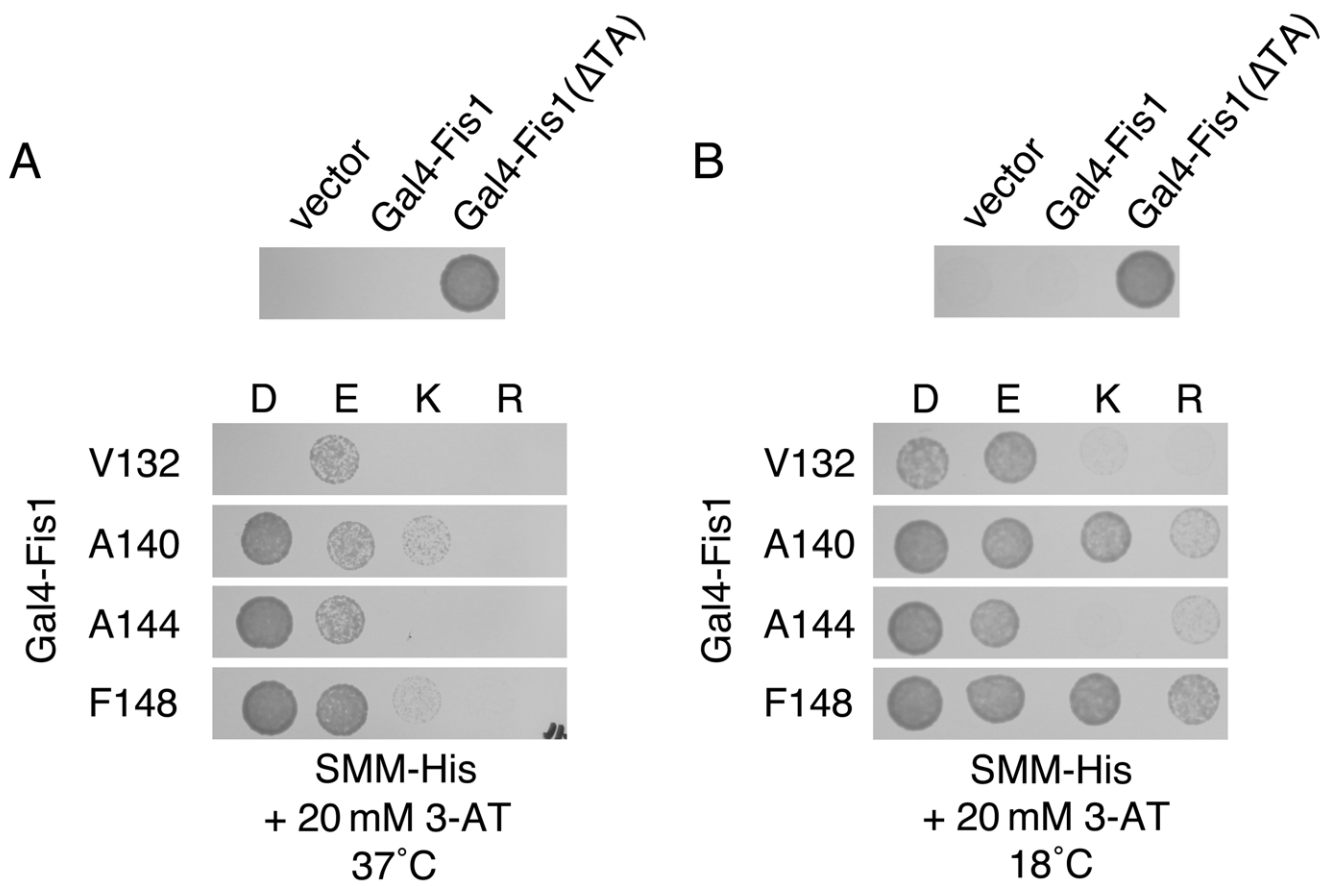 A
vector
Gal4-Fis1
Gal4-Fis1(ΔTA)
D E K R
Gal4-Fis1
V132
A140
A144
F148
SMM-His
+ 20 mM 3-AT
37˚C
B
vector
Gal4-Fis1
Gal4-Fis1(ΔTA)
D E K R
Gal4-Fis1
V132
A140
A144
F148
SMM-His
+ 20 mM 3-AT
18˚C